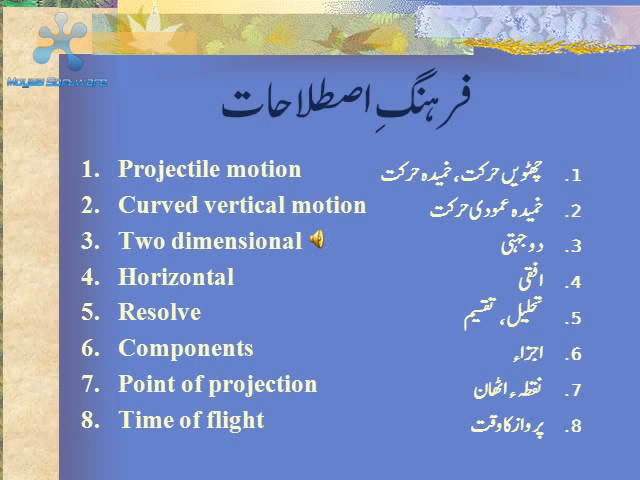 Moyea Software
فرہنگِ اصطلاحات
1. Projectile motion چھٹویں حرکت، خمیدہ حرکت .1
2. Curved vertical motion خمیدہ عمودی حرکت .2
3. Two dimensional دو جہتی .3
4. Horizontal افقی .4
5. Resolve تحلیل، تقسیم .5
6. Components اجزاء .6
7. Point of projection نقطہء اٹھان .7
8. Time of flight پرواز کا وقت .8